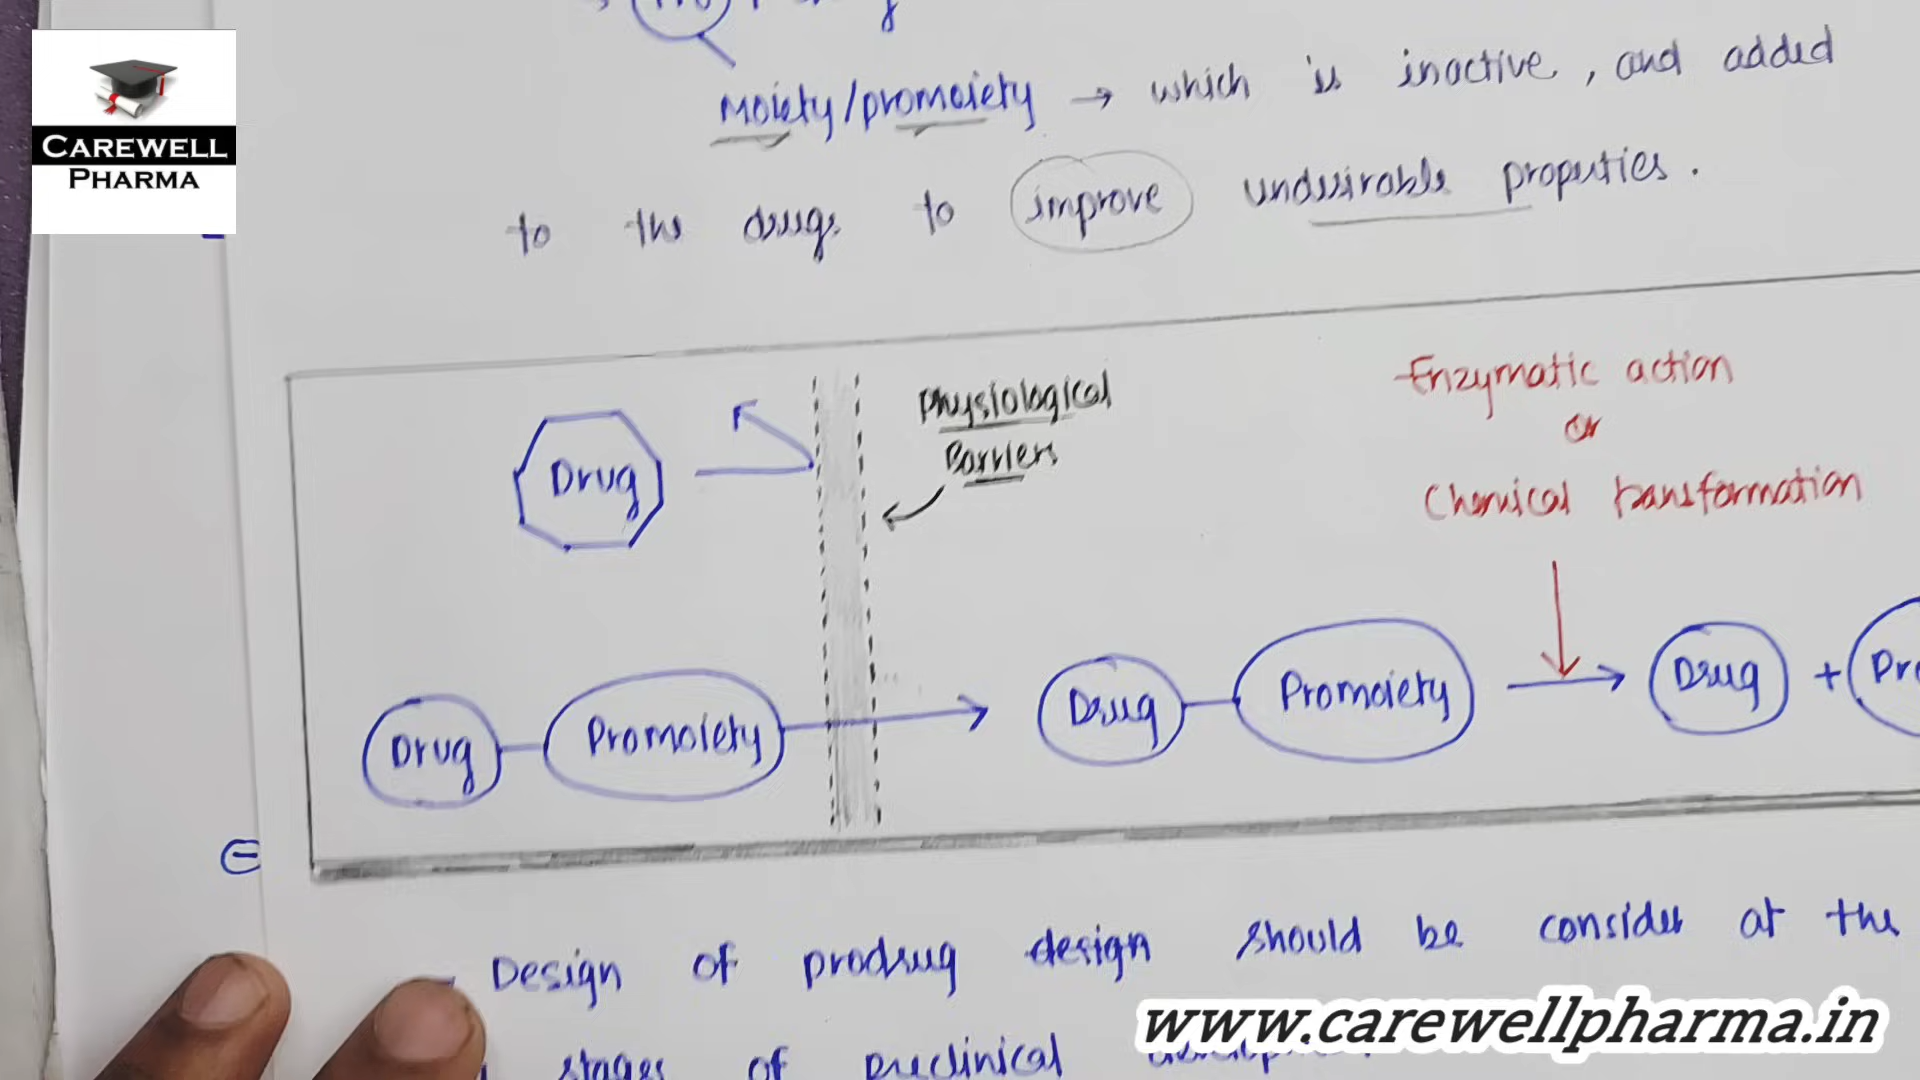 CAREWELL
PHARMA
Moiety/promoiety → which is inactive, and added
to the drugs to improve undesirable properties.
Drug
Physiological
Barriers
Enzymatic action
or
Chemical transformation
Drug
Promoiety
Drug
Promoiety
Drug
+
Design of prodrug design should be consider at the
stages of preclinical
www.carewellpharma.in